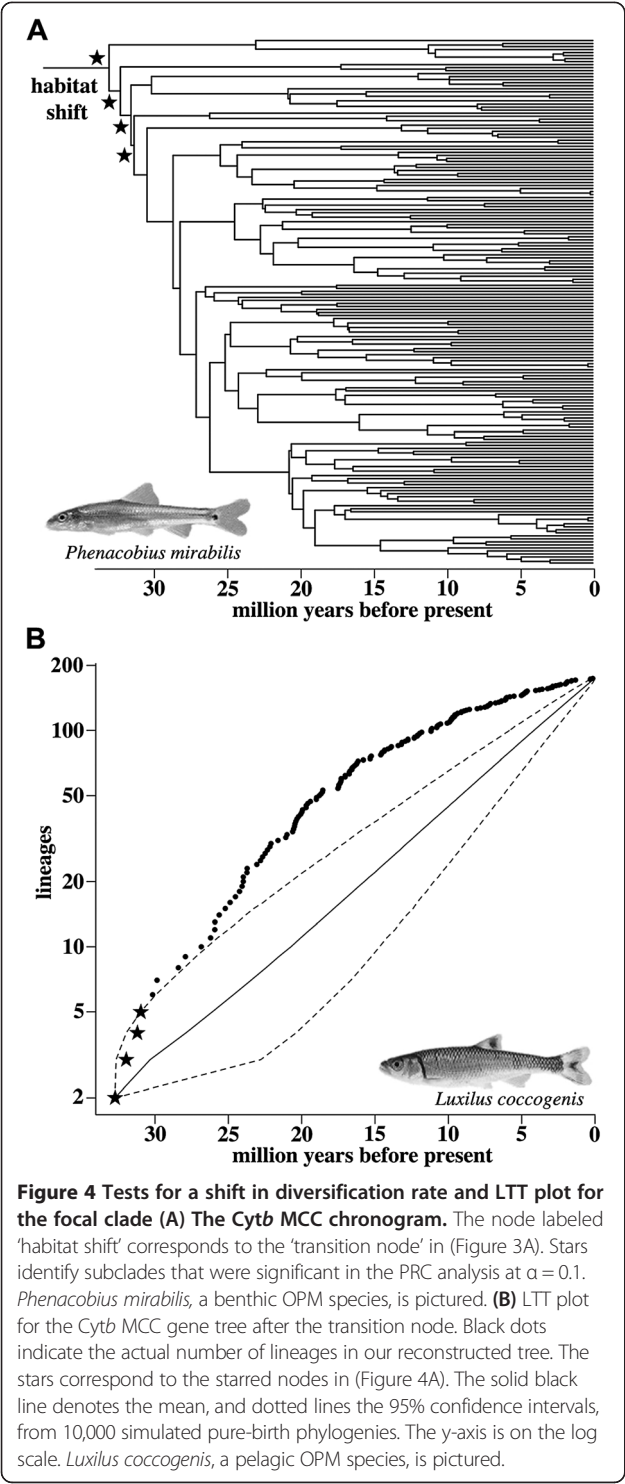 A
habitat
shift
Phenacobius mirabilis
30 25 20 15 10 5 0
million years before present
B
200
100
50
20
10
5
2
lineages
Luxilus coccogenis
30 25 20 15 10 5 0
million years before present
Figure 4 Tests for a shift in diversification rate and LTT plot for
the focal clade (A) The Cytb MCC chronogram. The node labeled
‘habitat shift’ corresponds to the ‘transition node’ in (Figure 3A). Stars
identify subclades that were significant in the PRC analysis at α = 0.1.
Phenacobius mirabilis, a benthic OPM species, is pictured. (B) LTT plot
for the Cytb MCC gene tree after the transition node. Black dots
indicate the actual number of lineages in our reconstructed tree. The
stars correspond to the starred nodes in (Figure 4A). The solid black
line denotes the mean, and dotted lines the 95% confidence intervals,
from 10,000 simulated pure-birth phylogenies. The y-axis is on the log
scale. Luxilus coccogenis, a pelagic OPM species, is pictured.